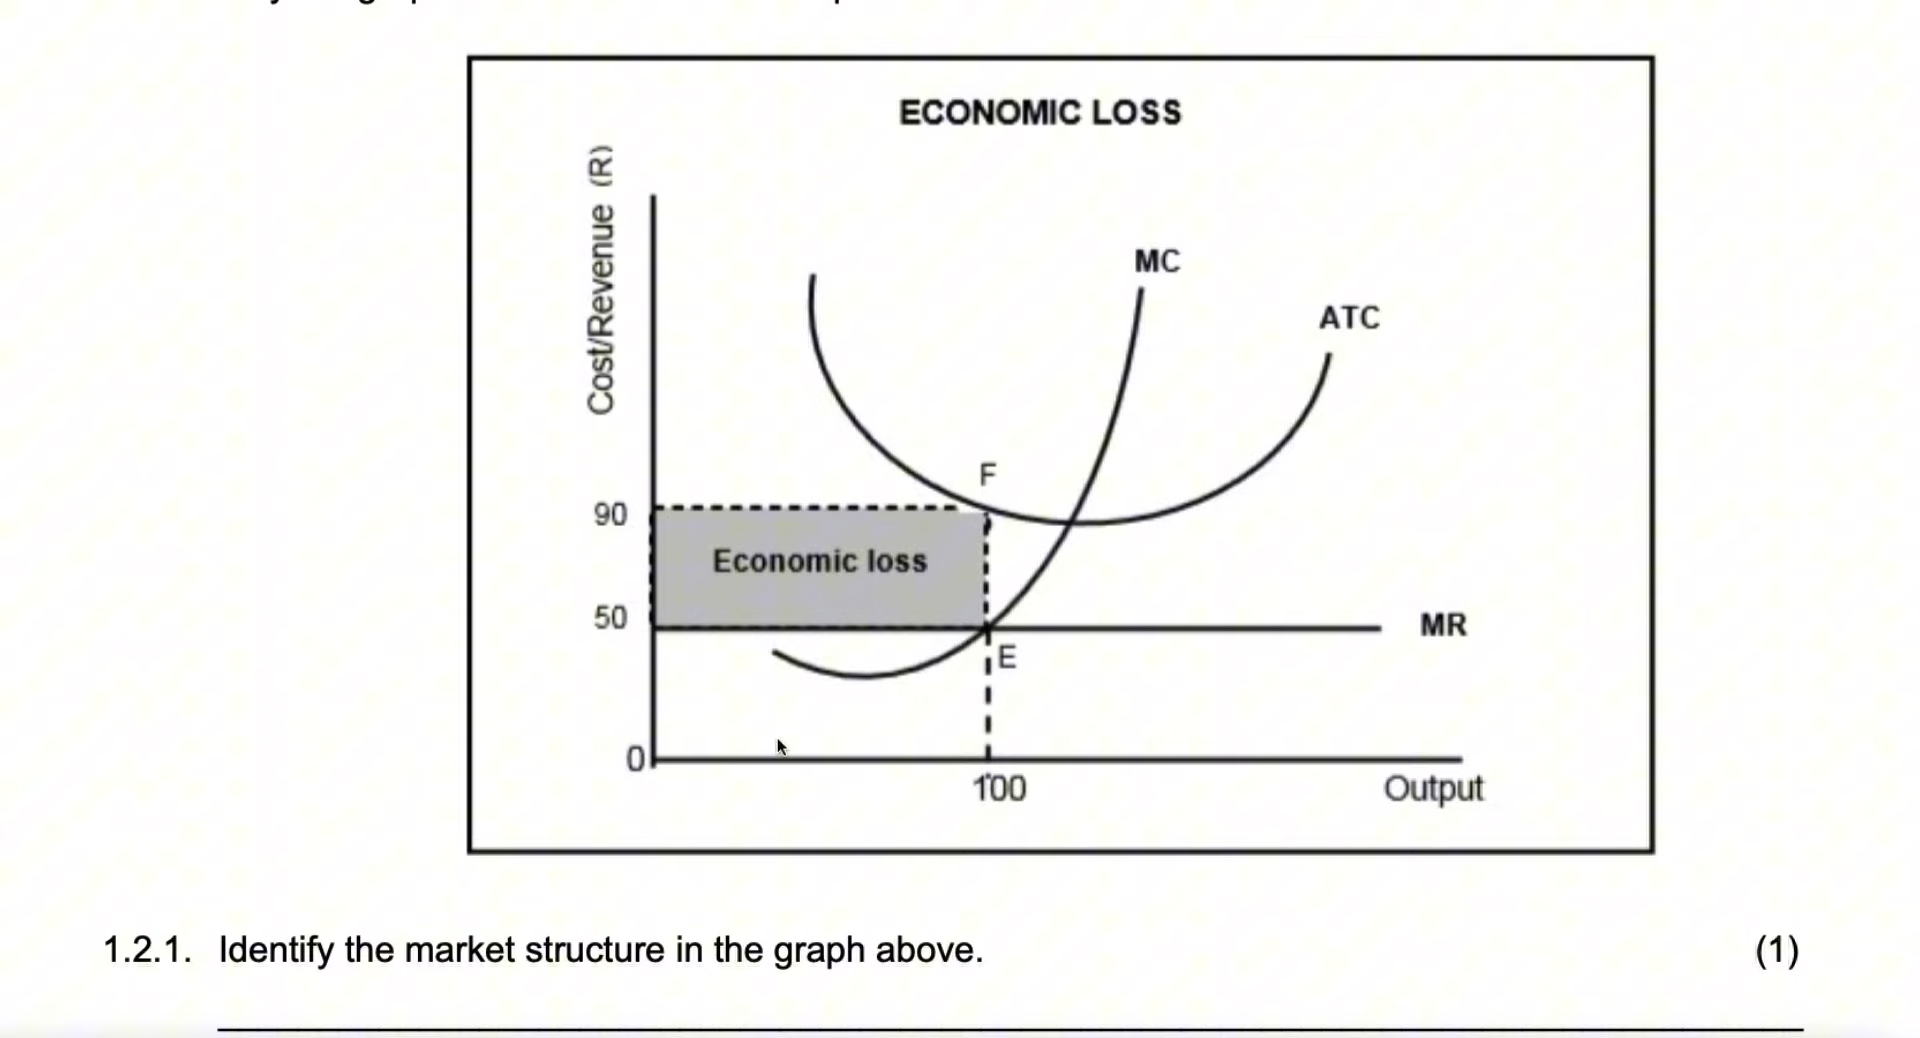 ECONOMIC LOSS
Cost/Revenue (R)
MC
ATC
F
90
Economic loss
50
MR
E
0
100
Output
1.2.1. Identify the market structure in the graph above. (1)